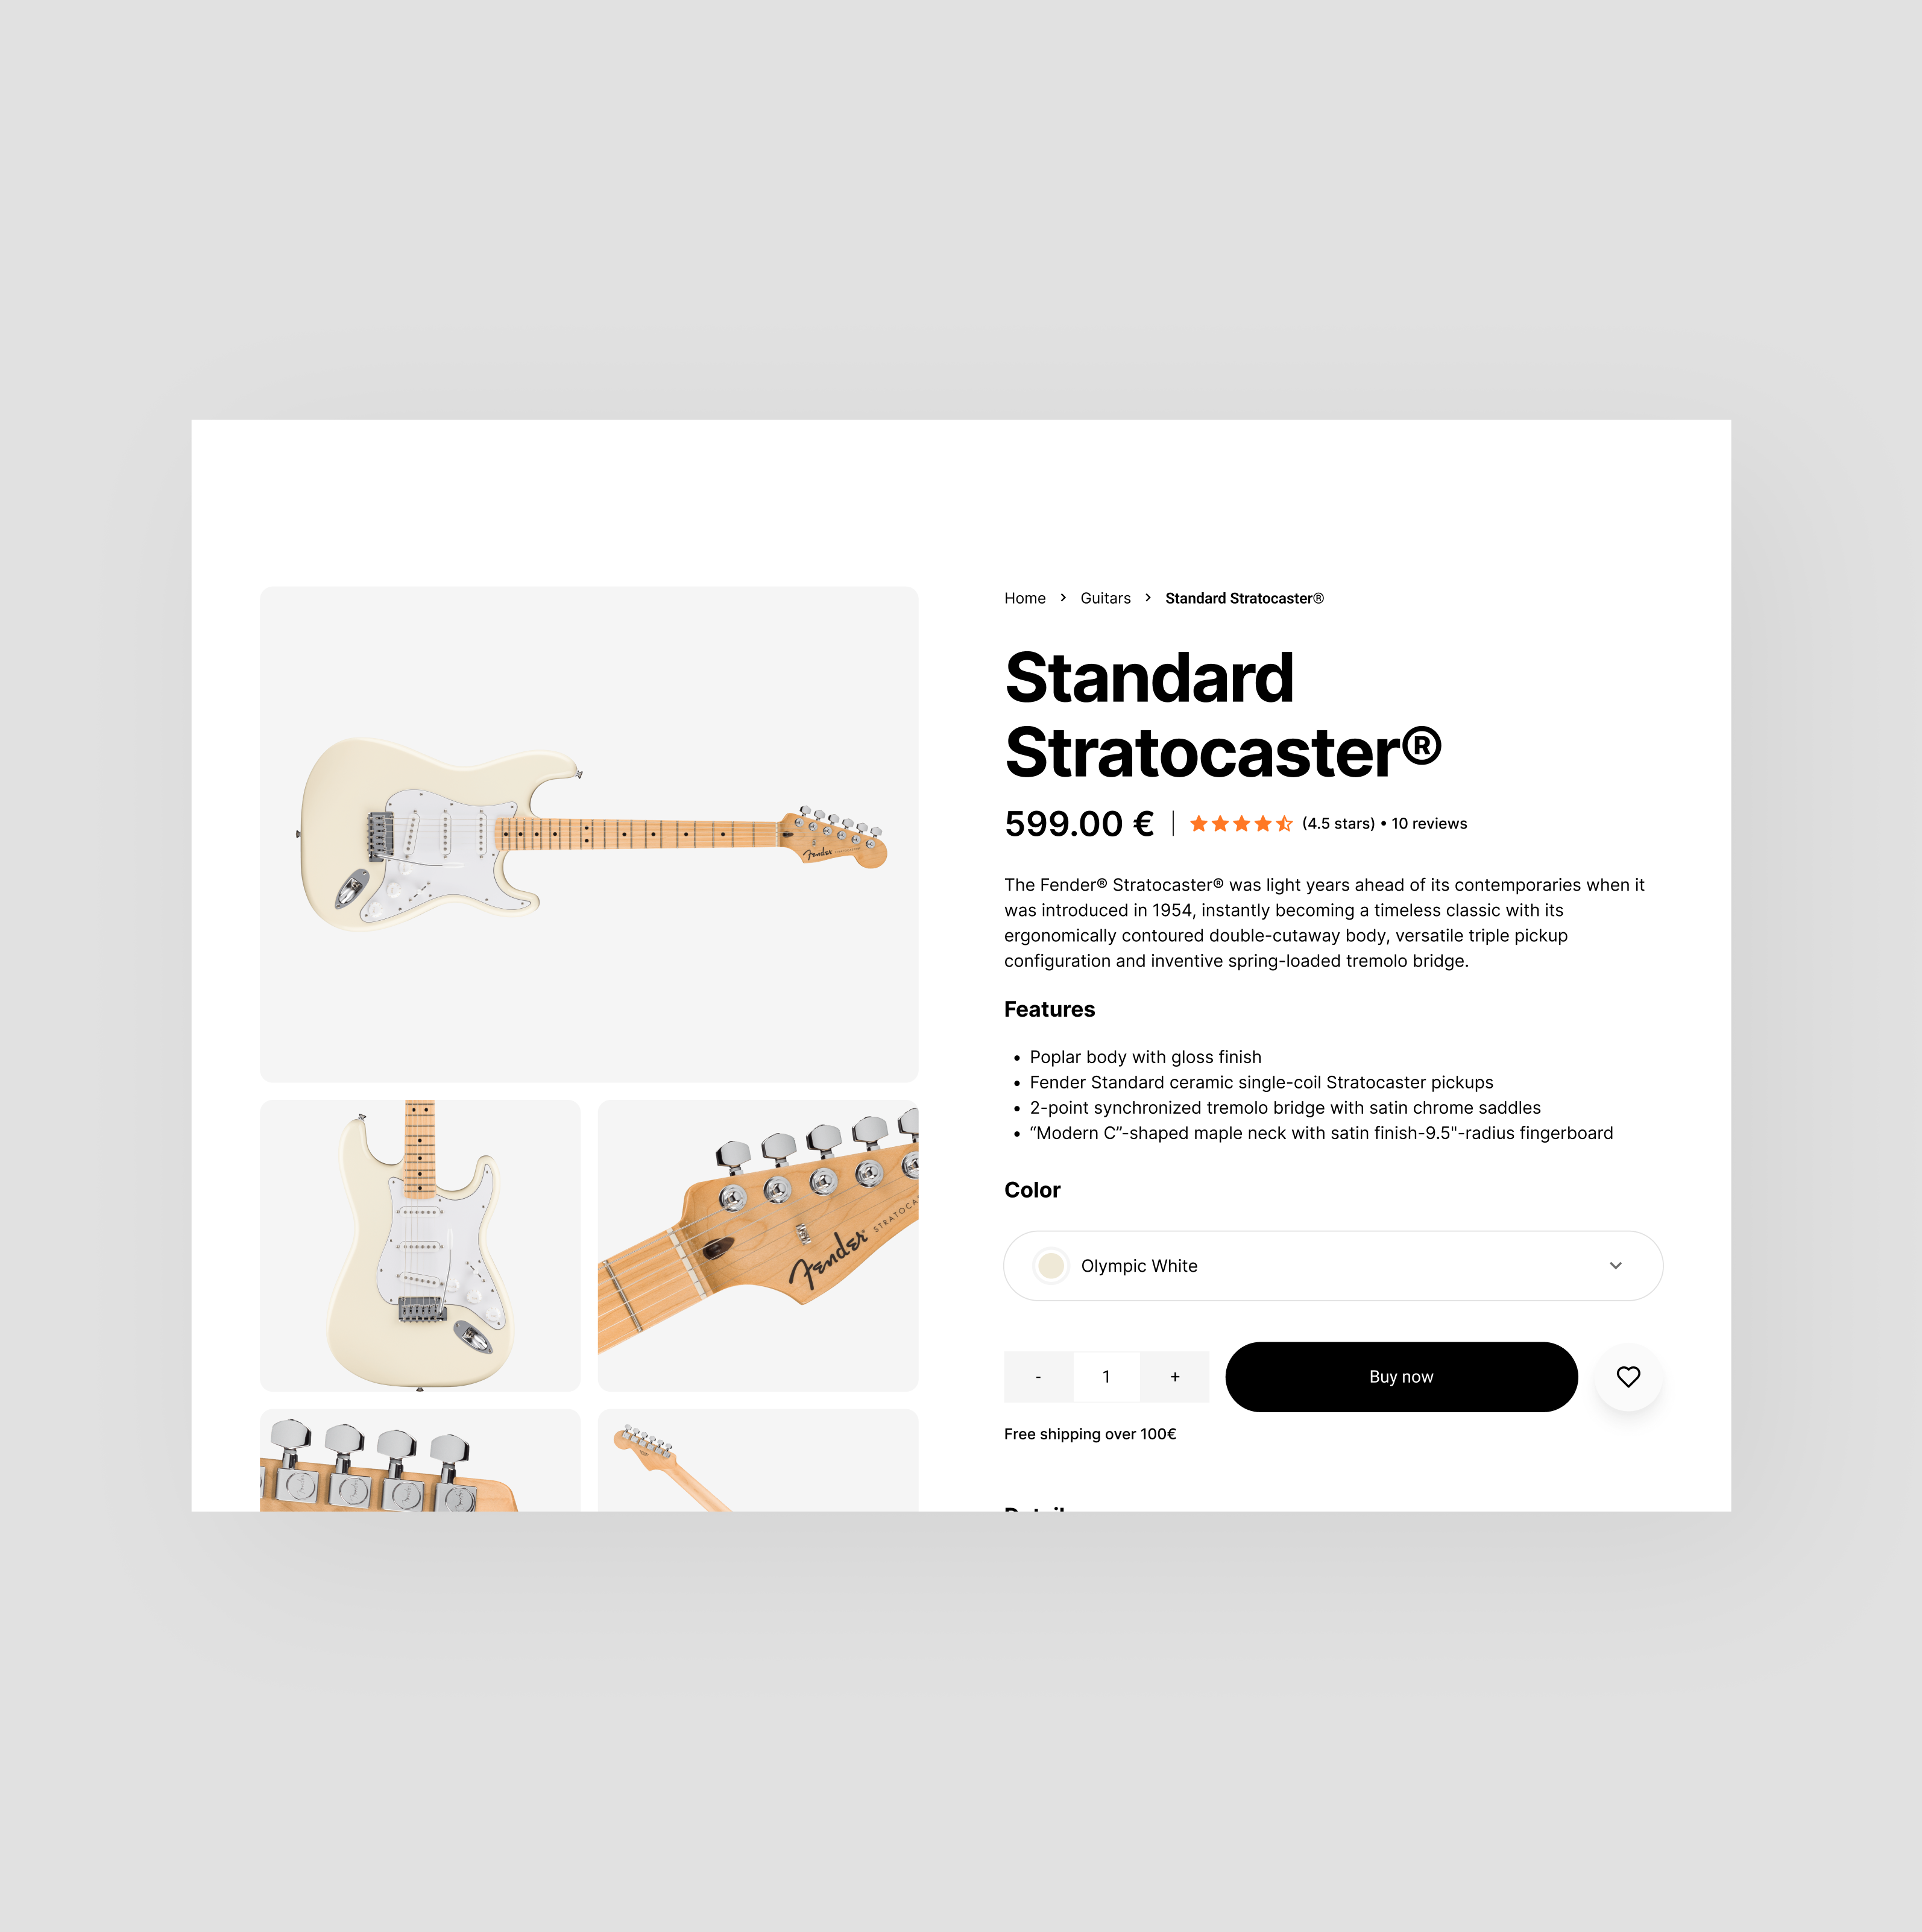 Home > Guitars > Standard Stratocaster®
Standard
Stratocaster®
599.00 € | (4.5 stars) • 10 reviews
The Fender® Stratocaster® was light years ahead of its contemporaries when it
was introduced in 1954, instantly becoming a timeless classic with its
ergonomically contoured double-cutaway body, versatile triple pickup
configuration and inventive spring-loaded tremolo bridge.
Features
• Poplar body with gloss finish
• Fender Standard ceramic single-coil Stratocaster pickups
• 2-point synchronized tremolo bridge with satin chrome saddles
• “Modern C”-shaped maple neck with satin finish-9.5"-radius fingerboard
Color
Olympic White
- 1 + Buy now
Free shipping over 100€
Fender
Fender